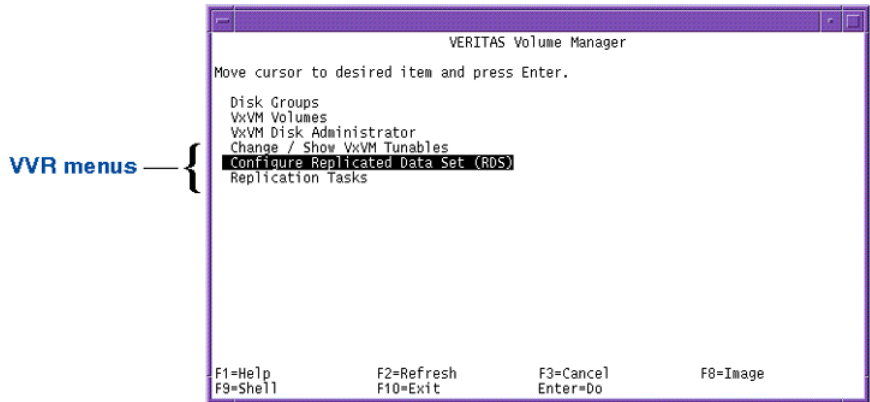 VERITAS Volume Manager
Move cursor to desired item and press Enter.
Disk Groups
VxVM Volumes
VxVM Disk Administrator
Change / Show VxVM Tunables
Configure Replicated Data Set (RDS)
Replication Tasks
VVR menus
F1=Help F2=Refresh F3=Cancel F8=Image
F9=Shell F10=Exit Enter=Do